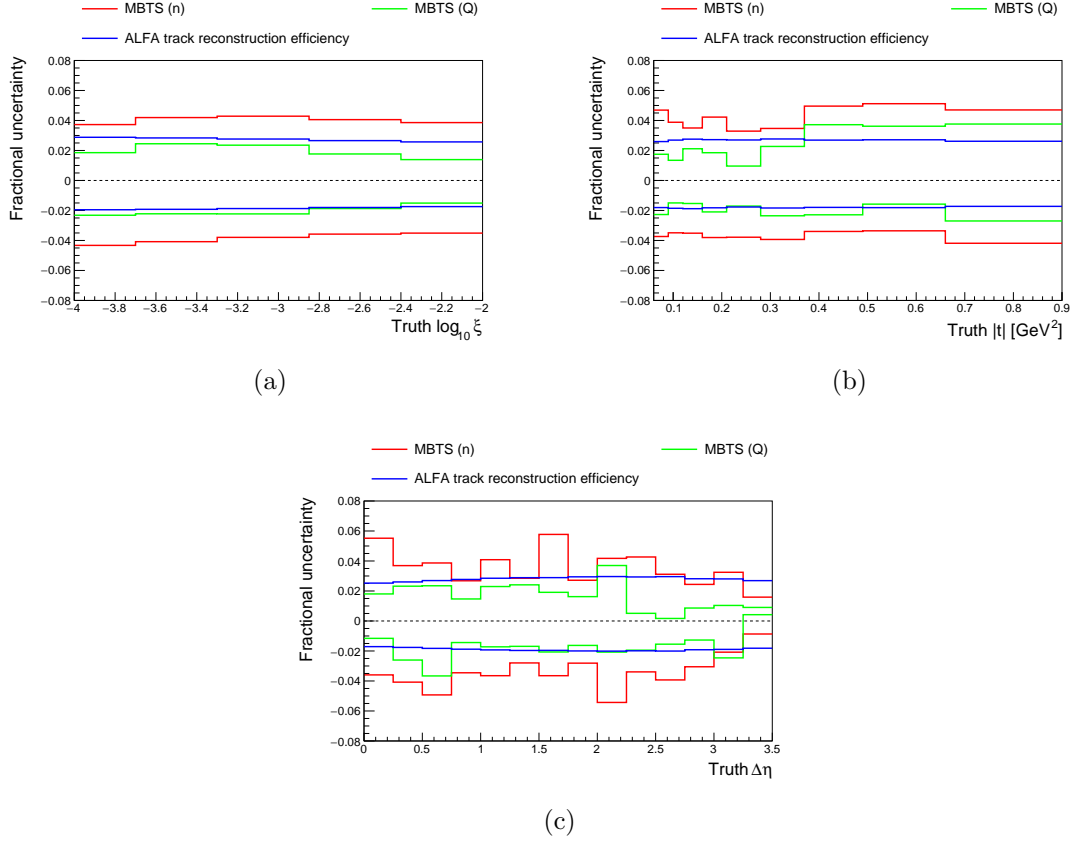 MBTS (n) MBTS (Q)
ALFA track reconstruction efficiency
Fractional uncertainty
0.08
0.06
0.04
0.02
0
−0.02
−0.04
−0.06
−0.08
−4 −3.8 −3.6 −3.4 −3.2 −3 −2.8 −2.6 −2.4 −2.2 −2
Truth log10 ξ
(a)
MBTS (n) MBTS (Q)
ALFA track reconstruction efficiency
Fractional uncertainty
0.08
0.06
0.04
0.02
0
−0.02
−0.04
−0.06
−0.08
0.1 0.2 0.3 0.4 0.5 0.6 0.7 0.8 0.9
Truth |t| [GeV²]
(b)
MBTS (n) MBTS (Q)
ALFA track reconstruction efficiency
Fractional uncertainty
0.08
0.06
0.04
0.02
0
−0.02
−0.04
−0.06
−0.08
0 0.5 1 1.5 2 2.5 3 3.5
Truth Δη
(c)